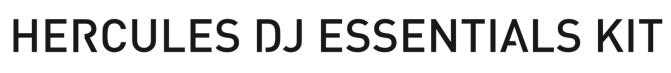 HERCULES DJ ESSENTIALS KIT